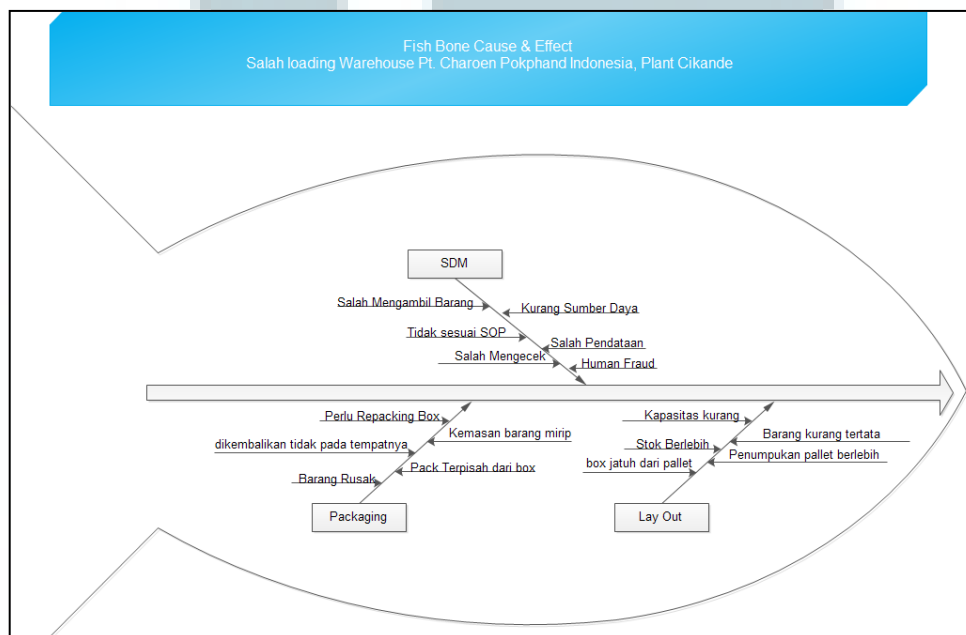 Fish Bone Cause & Effect
Salah loading Warehouse Pt. Charoen Pokphand Indonesia, Plant Cikande
SDM
Salah Mengambil Barang
Kurang Sumber Daya
Tidak sesuai SOP
Salah Pendataan
Salah Mengecek
Human Fraud
Perlu Repacking Box
Kemasan barang mirip
dikembalikan tidak pada tempatnya
Pack Terpisah dari box
Barang Rusak
Packaging
Kapasitas kurang
Barang kurang tertata
Stok Berlebih
Penumpukan pallet berlebih
box jatuh dari pallet
Lay Out